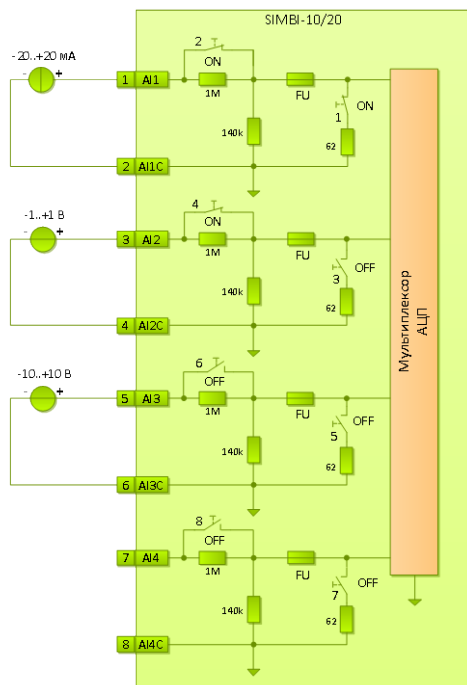 SIMBI-10/20
-20..+20 мА
- +
2
ON
1 AI1
1M
FU
1
ON
140k
62
2 AI1C
-1..+1 В
- +
4
ON
3 AI2
1M
FU
OFF
3
140k
62
4 AI2C
Мультиплексор
АЦП
-10..+10 В
- +
6
OFF
5 AI3
1M
FU
OFF
5
140k
62
6 AI3C
8
OFF
7 AI4
1M
FU
OFF
7
140k
62
8 AI4C